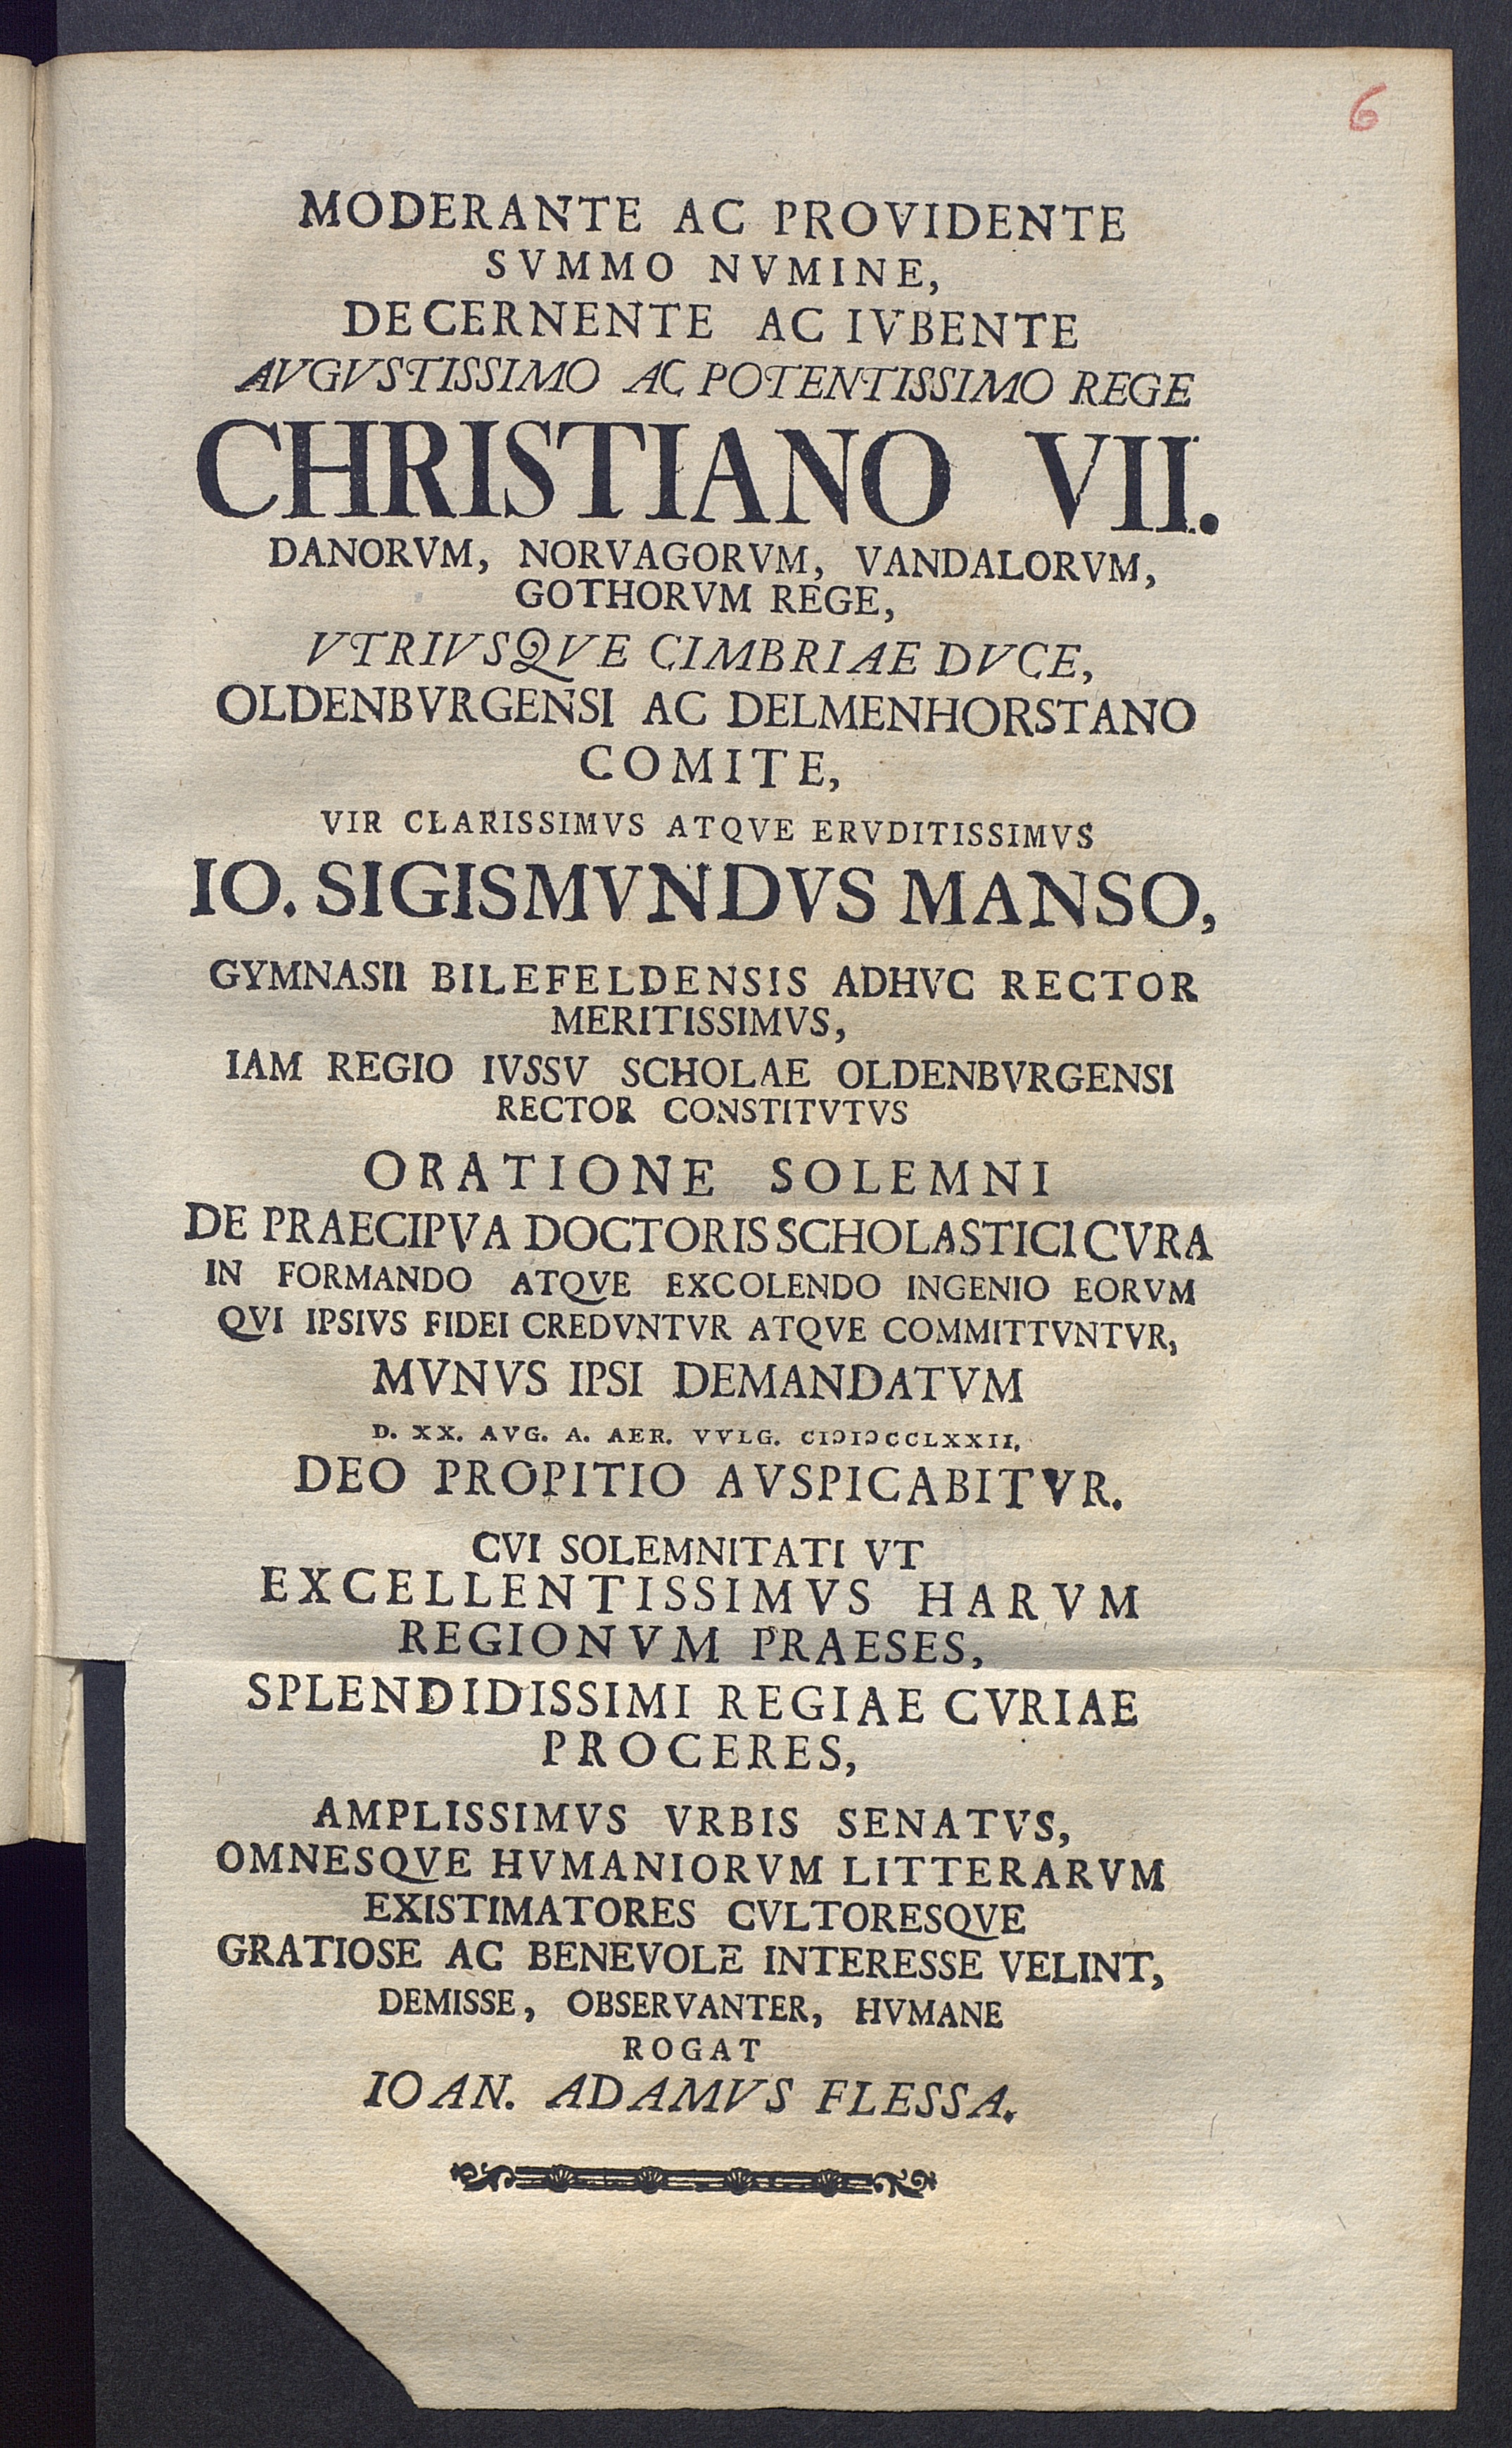 6
MODERANTE AC PROVIDENTE
SVMMO NVMINE,
DECERNENTE AC IVBENTE
AVGVSTISSIMO AC POTENTISSIMO REGE
CHRISTIANO VII.
DANORVM, NORVAGORVM, VANDALORVM,
GOTHORVM REGE,
VTRIVSQVE CIMBRIAE DVCE,
OLDENBVRGENSI AC DELMENHORSTANO
COMITE,
VIR CLARISSIMVS ATQVE ERVDITISSIMVS
IO. SIGISMVNDVS MANSO,
GYMNASII BILEFELDENSIS ADHVC RECTOR
MERITISSIMVS,
IAM REGIO IVSSV SCHOLAE OLDENBVRGENSI
RECTOR CONSTITVTVS
ORATIONE SOLEMNI
DE PRAECIPVA DOCTORIS SCHOLASTICI CVRA
IN FORMANDO ATQVE EXCOLENDO INGENIO EORVM
QVI IPSIVS FIDEI CREDVNTVR ATQVE COMMITTVNTVR,
MVNVS IPSI DEMANDATVM
D. XX. AVG. A. AER. VVLG. CIƆIƆCCLXXII.
DEO PROPITIO AVSPICABITVR.
CVI SOLEMNITATI VT
EXCELLENTISSIMVS HARVM
REGIONVM PRAESES,
SPLENDIDISSIMI REGIAE CVRIAE
PROCERES,
AMPLISSIMVS VRBIS SENATVS,
OMNESQVE HVMANIORVM LITTERARVM
EXISTIMATORES CVLTORESQVE
GRATIOSE AC BENEVOLE INTERESSE VELINT,
DEMISSE, OBSERVANTER, HVMANE
ROGAT
IOAN. ADAMVS FLESSA.